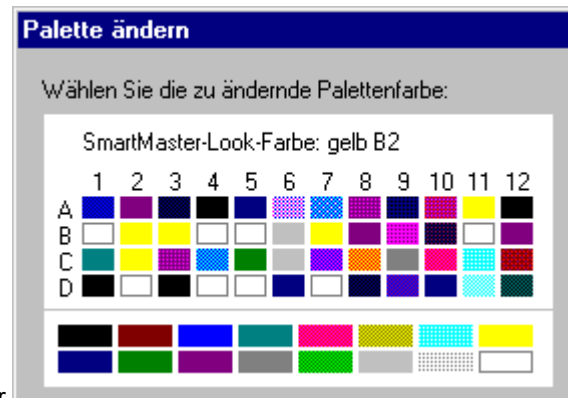 Palette ändern
Wählen Sie die zu ändernde Palettenfarbe:
SmartMaster-Look-Farbe: gelb B2
1 2 3 4 5 6 7 8 9 10 11 12
A
B
C
D
r